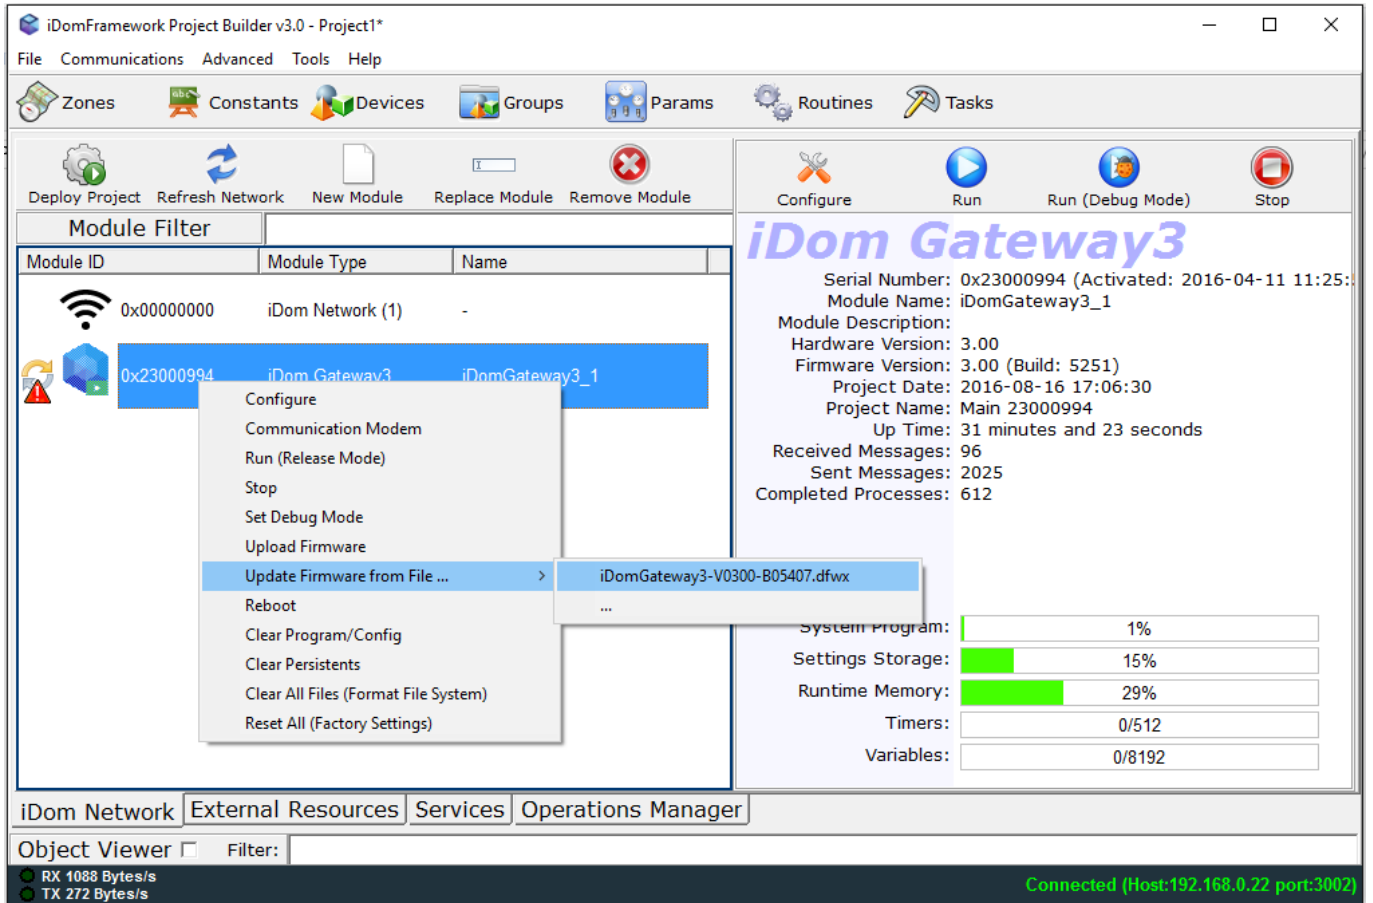 iDomFramework Project Builder v3.0 - Project1*
File Communications Advanced Tools Help
Zones Constants Devices Groups Params Routines Tasks
Deploy Project Refresh Network New Module Replace Module Remove Module
Configure Run Run (Debug Mode) Stop
Module Filter
Module ID Module Type Name
0x00000000 iDom Network (1) -
0x23000994 iDom Gateway3 iDomGateway3_1
Configure
Communication Modem
Run (Release Mode)
Stop
Set Debug Mode
Upload Firmware
Update Firmware from File ... >
Reboot
Clear Program/Config
Clear Persistents
Clear All Files (Format File System)
Reset All (Factory Settings)
iDomGateway3-V0300-B05407.dfwx
...
iDom Gateway3
Serial Number: 0x23000994 (Activated: 2016-04-11 11:25:
Module Name: iDomGateway3_1
Module Description:
Hardware Version: 3.00
Firmware Version: 3.00 (Build: 5251)
Project Date: 2016-08-16 17:06:30
Project Name: Main 23000994
Up Time: 31 minutes and 23 seconds
Received Messages: 96
Sent Messages: 2025
Completed Processes: 612
System Program: 1%
Settings Storage: 15%
Runtime Memory: 29%
Timers: 0/512
Variables: 0/8192
iDom Network External Resources Services Operations Manager
Object Viewer Filter:
RX 1088 Bytes/s
TX 272 Bytes/s
Connected (Host:192.168.0.22 port:3002)